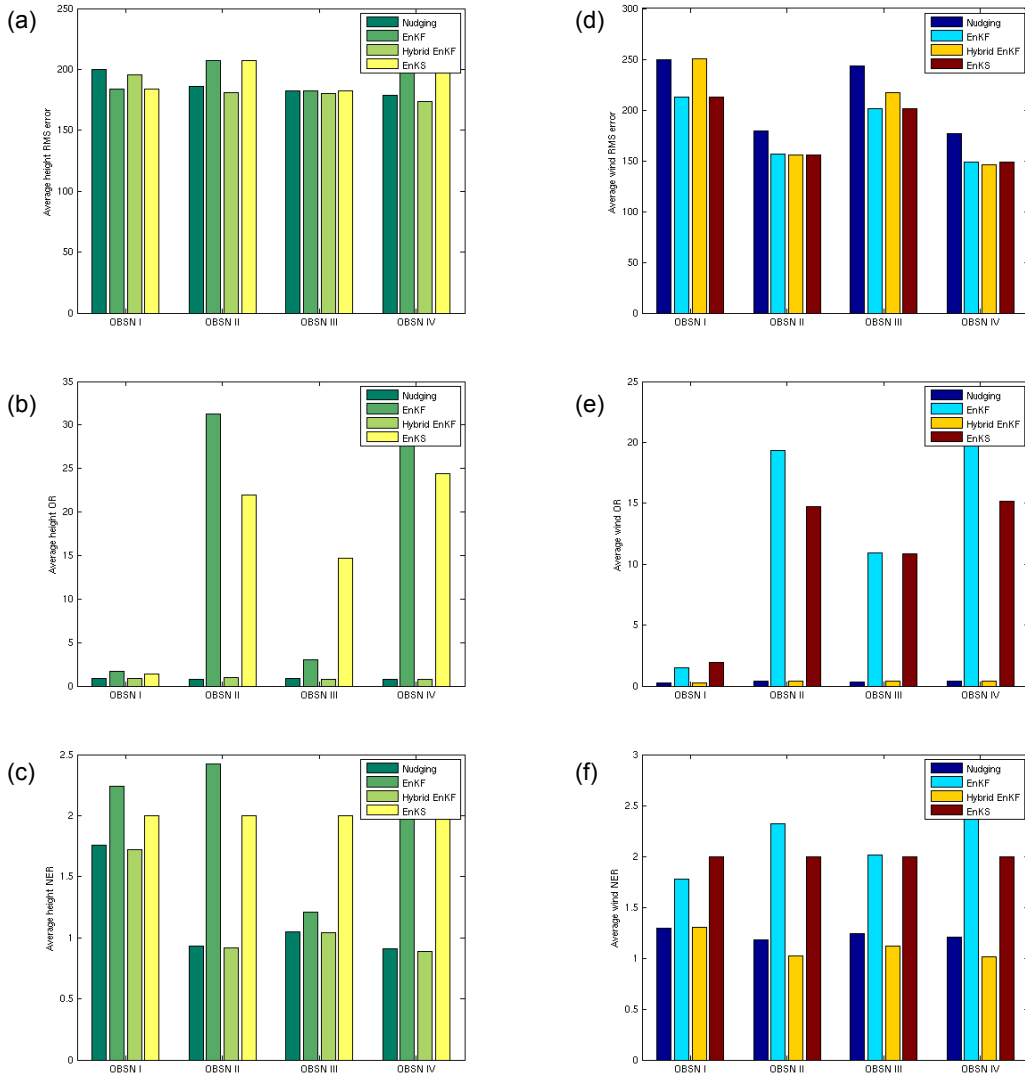 (a)
Average height RMS error
250
200
150
100
50
0
OBSN I
OBSN II
OBSN III
OBSN IV
Nudging
EnKF
Hybrid EnKF
EnKS
(d)
Average wind RMS error
300
250
200
150
100
50
0
OBSN I
OBSN II
OBSN III
OBSN IV
Nudging
EnKF
Hybrid EnKF
EnKS
(b)
Average height OR
35
30
25
20
15
10
5
0
OBSN I
OBSN II
OBSN III
OBSN IV
Nudging
EnKF
Hybrid EnKF
EnKS
(e)
Average wind OR
25
20
15
10
5
0
OBSN I
OBSN II
OBSN III
OBSN IV
Nudging
EnKF
Hybrid EnKF
EnKS
(c)
Average height NER
2.5
2
1.5
1
0.5
0
OBSN I
OBSN II
OBSN III
OBSN IV
Nudging
EnKF
Hybrid EnKF
EnKS
(f)
Average wind NER
3
2.5
2
1.5
1
0.5
0
OBSN I
OBSN II
OBSN III
OBSN IV
Nudging
EnKF
Hybrid EnKF
EnKS